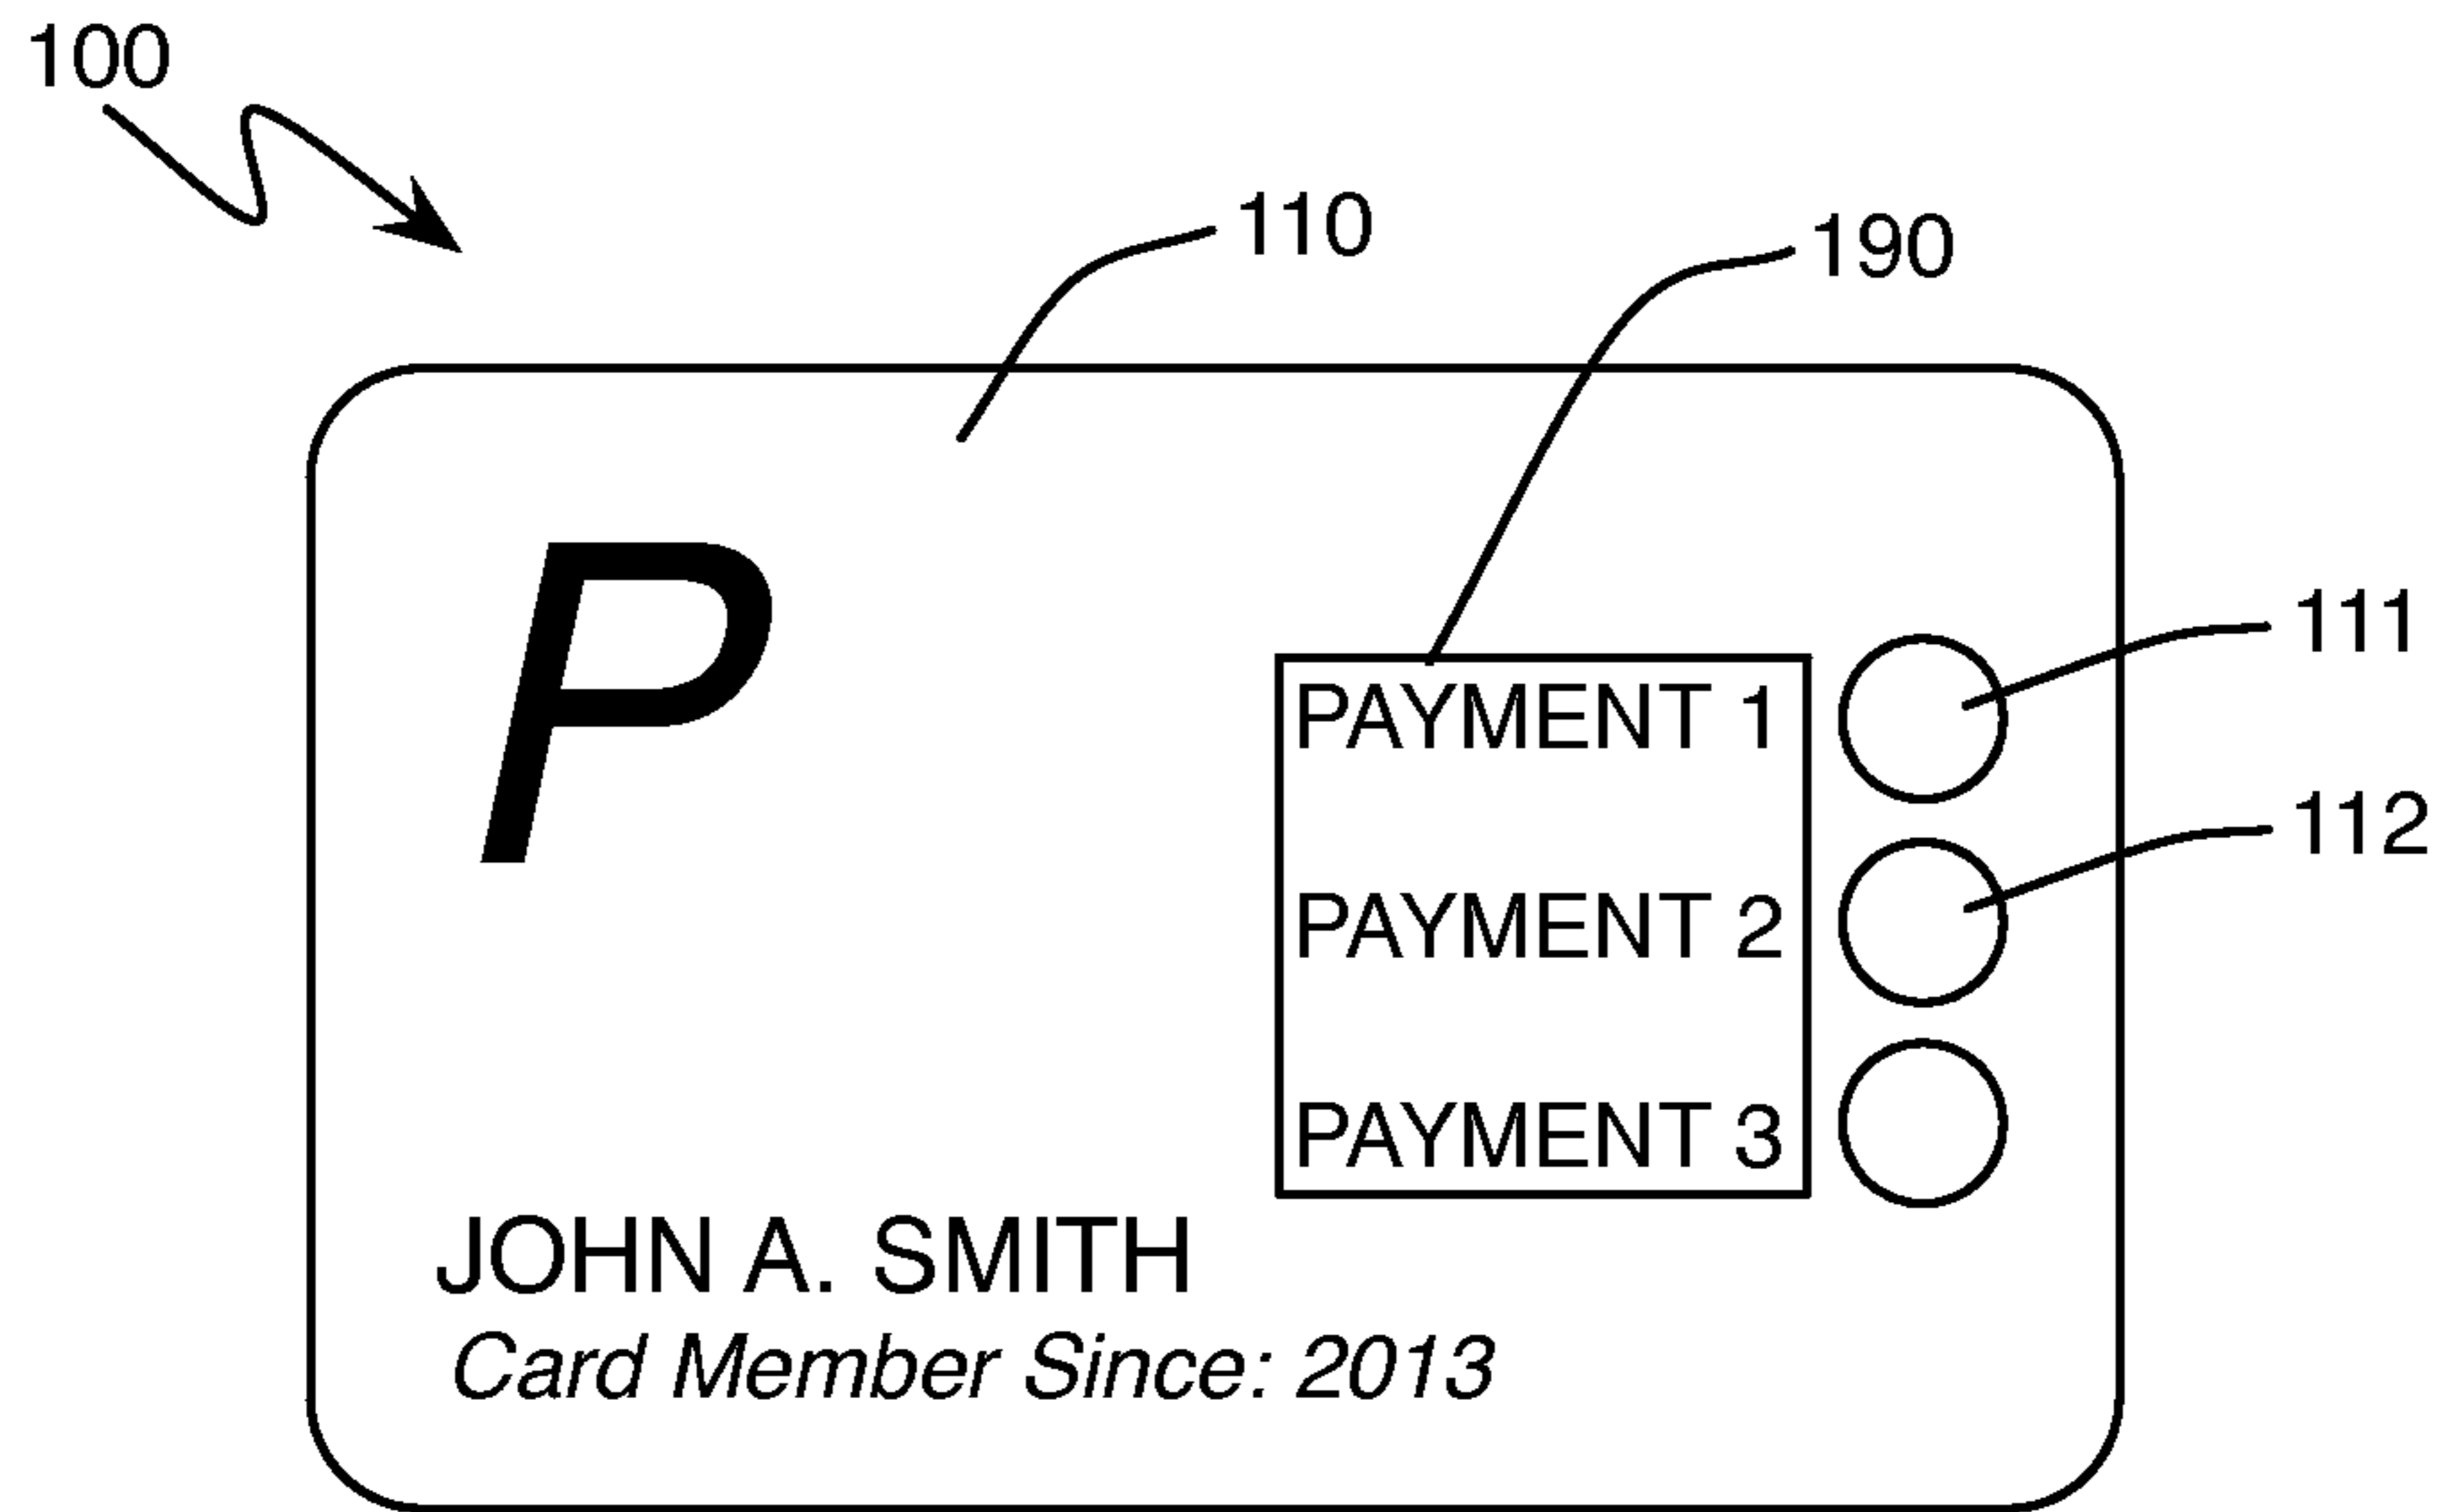 100
110
190
P
111
PAYMENT 1
112
PAYMENT 2
PAYMENT 3
JOHN A. SMITH
Card Member Since: 2013